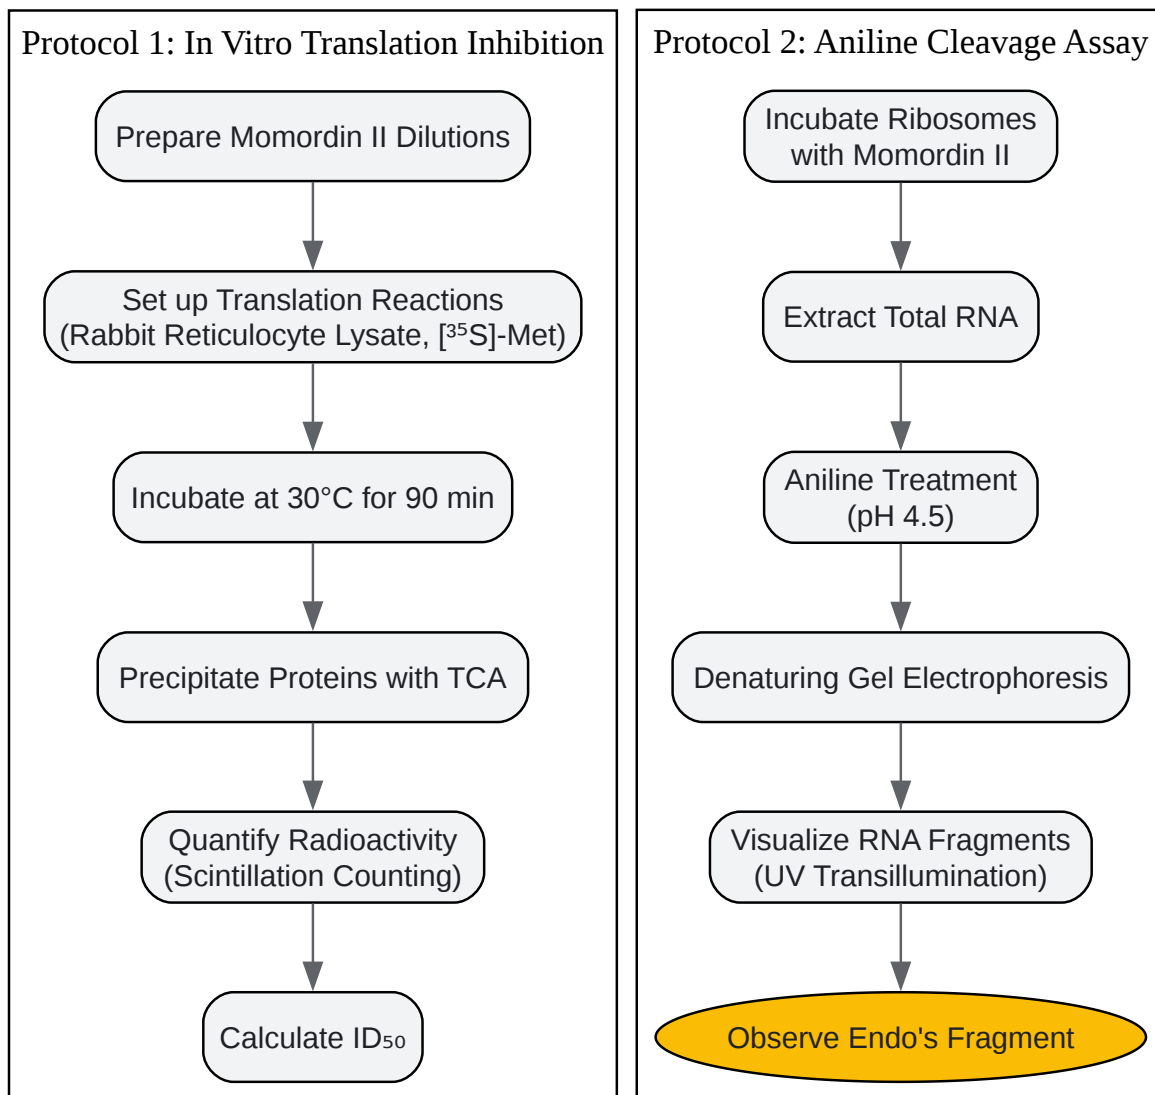 Protocol 1: In Vitro Translation Inhibition
Prepare Momordin II Dilutions
Set up Translation Reactions
(Rabbit Reticulocyte Lysate, [³⁵S]-Met)
Incubate at 30°C for 90 min
Precipitate Proteins with TCA
Quantify Radioactivity
(Scintillation Counting)
Calculate ID₅₀
Protocol 2: Aniline Cleavage Assay
Incubate Ribosomes
with Momordin II
Extract Total RNA
Aniline Treatment
(pH 4.5)
Denaturing Gel Electrophoresis
Visualize RNA Fragments
(UV Transillumination)
Observe Endo's Fragment